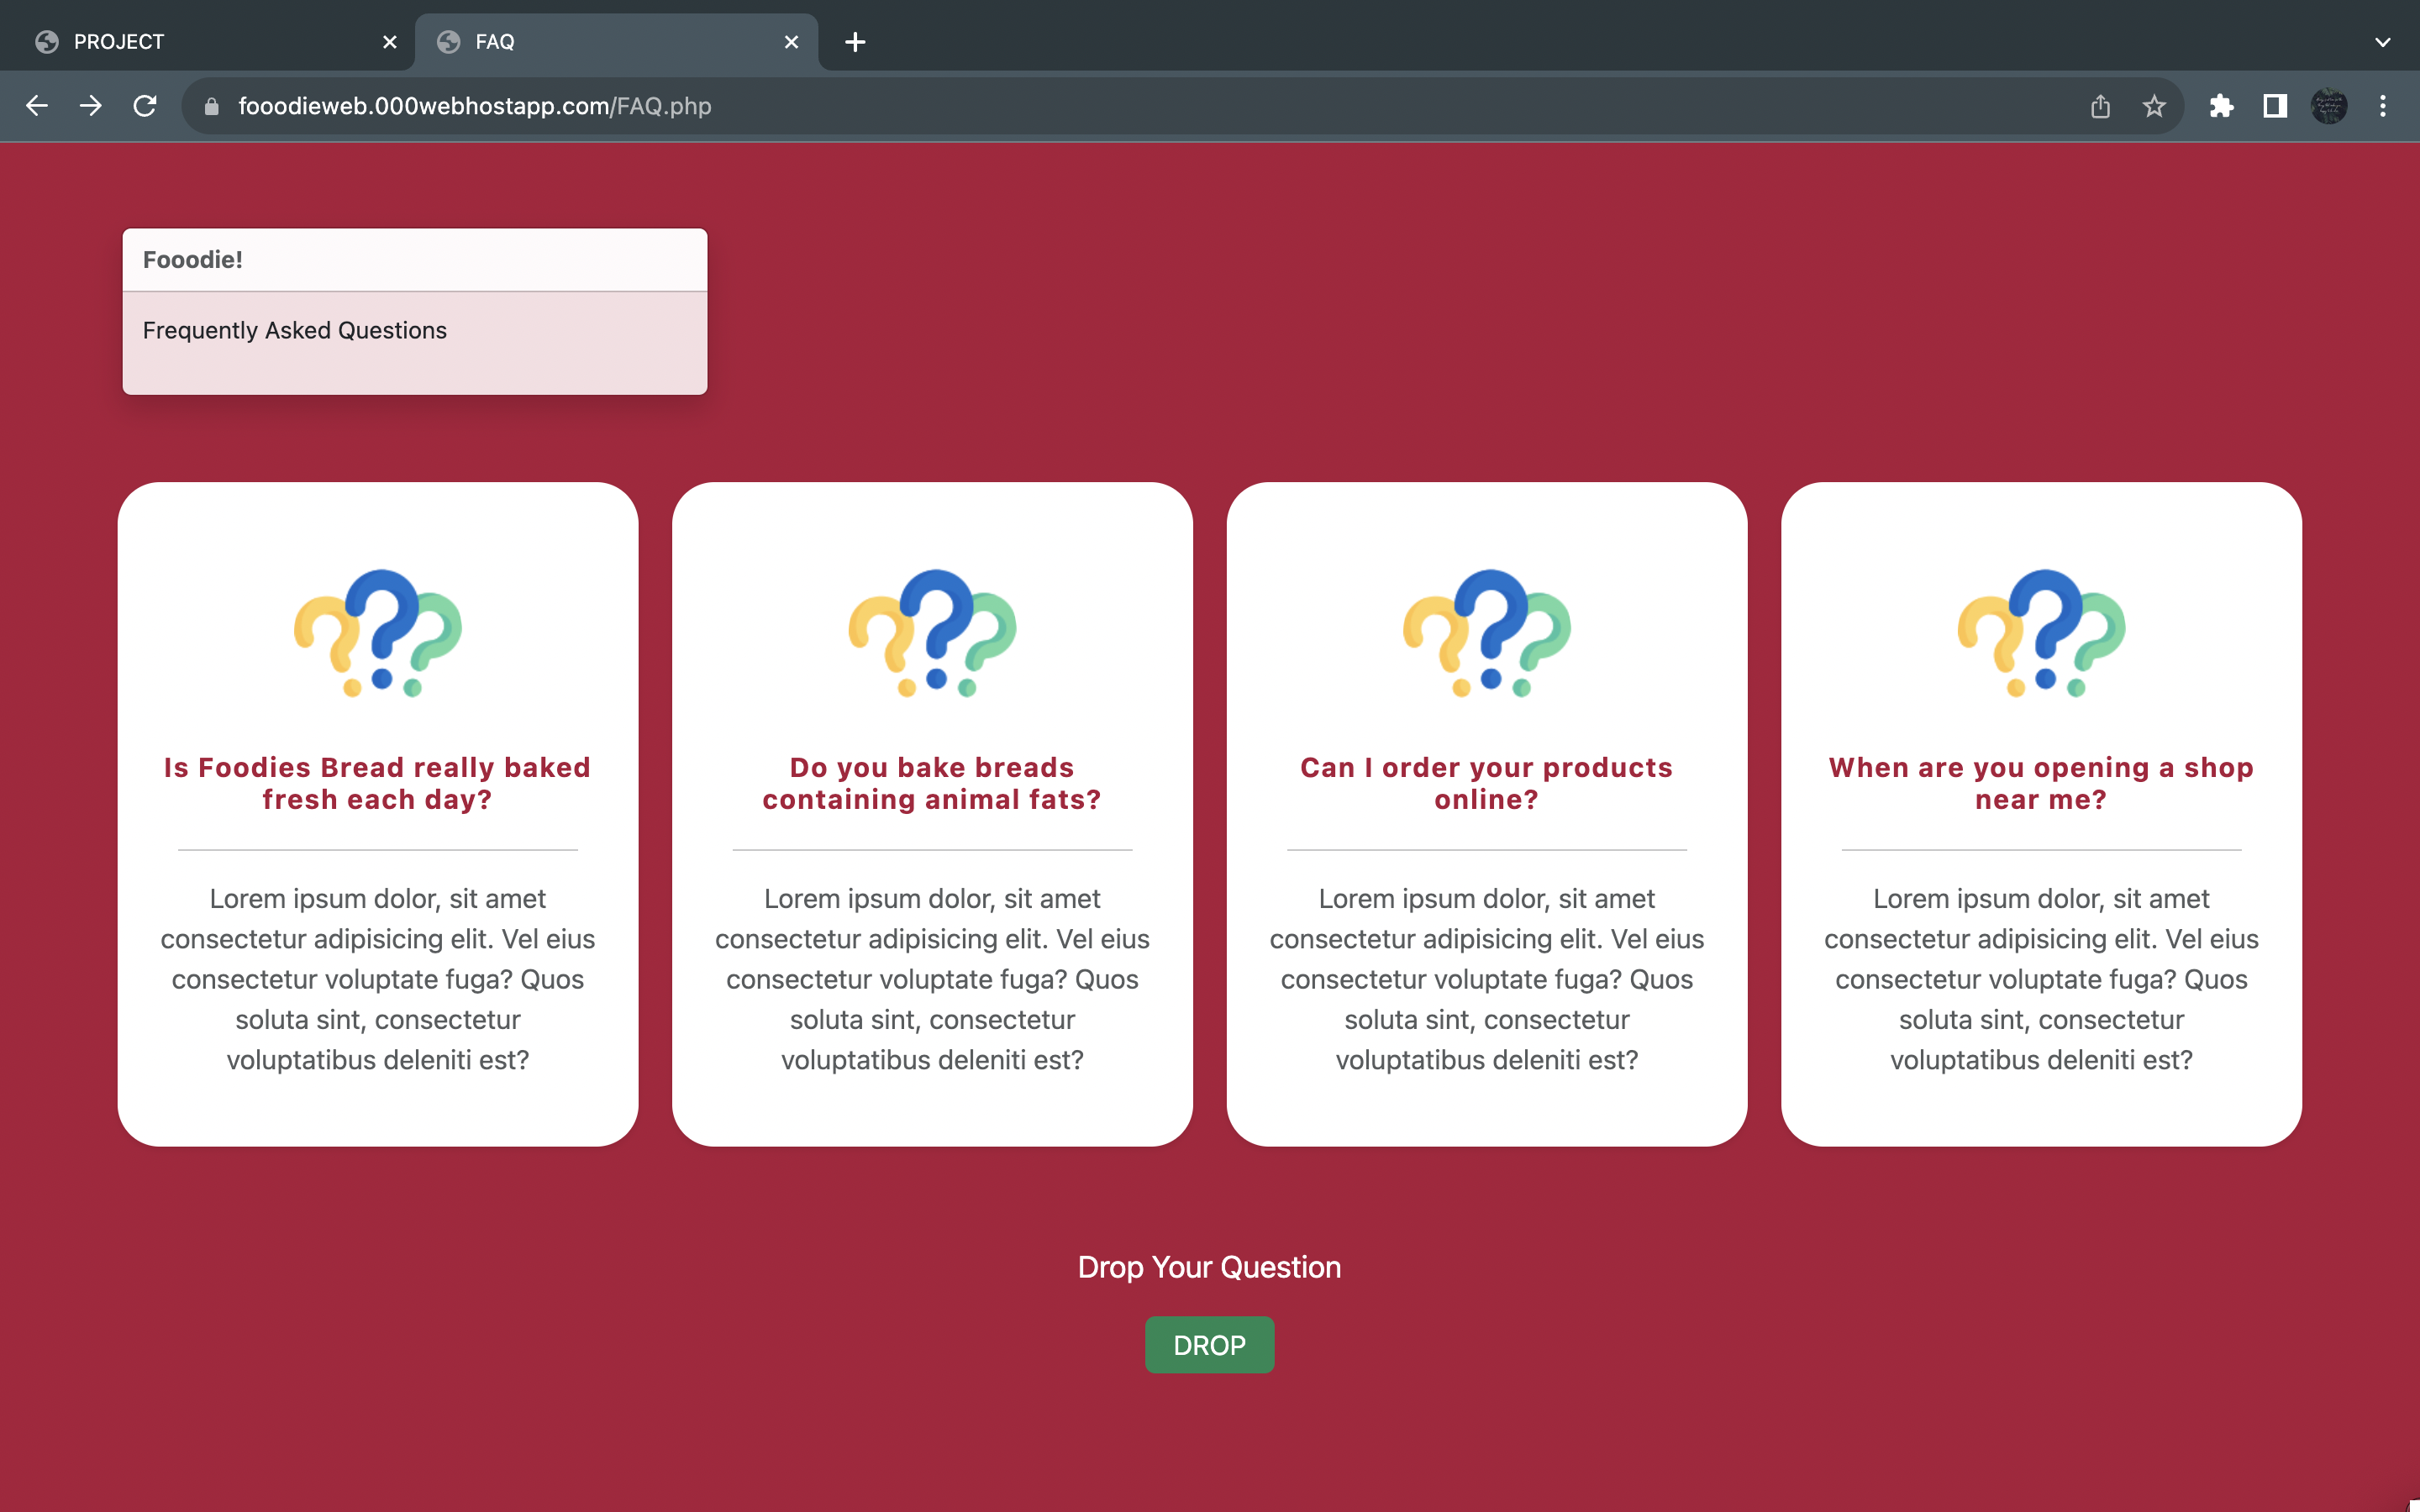 PROJECT
FAQ
fooodieweb.000webhostapp.com/FAQ.php
Fooodie!
Frequently Asked Questions
Is Foodies Bread really baked
fresh each day?
Lorem ipsum dolor, sit amet
consectetur adipisicing elit. Vel eius
consectetur voluptate fuga? Quos
soluta sint, consectetur
voluptatibus deleniti est?
Do you bake breads
containing animal fats?
Lorem ipsum dolor, sit amet
consectetur adipisicing elit. Vel eius
consectetur voluptate fuga? Quos
soluta sint, consectetur
voluptatibus deleniti est?
Can I order your products
online?
Lorem ipsum dolor, sit amet
consectetur adipisicing elit. Vel eius
consectetur voluptate fuga? Quos
soluta sint, consectetur
voluptatibus deleniti est?
When are you opening a shop
near me?
Lorem ipsum dolor, sit amet
consectetur adipisicing elit. Vel eius
consectetur voluptate fuga? Quos
soluta sint, consectetur
voluptatibus deleniti est?
Drop Your Question
DROP